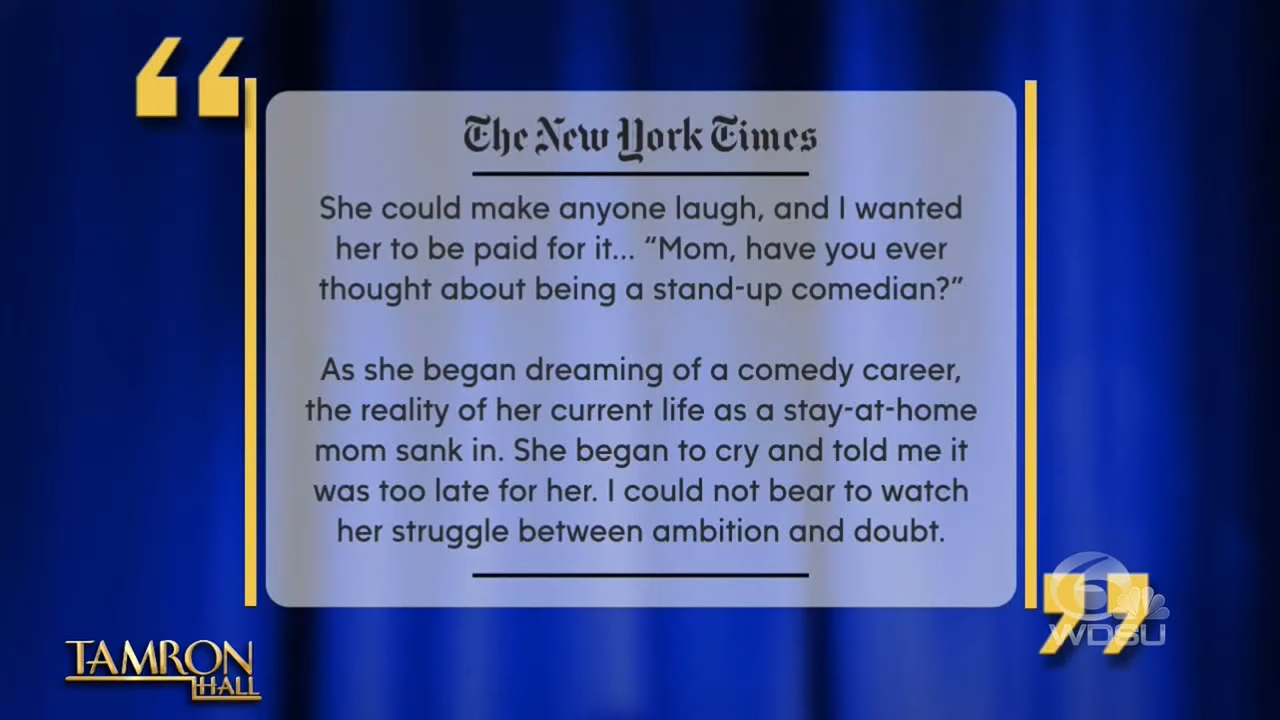 “
The New York Times
She could make anyone laugh, and I wanted
her to be paid for it... “Mom, have you ever
thought about being a stand-up comedian?”
As she began dreaming of a comedy career,
the reality of her current life as a stay-at-home
mom sank in. She began to cry and told me it
was too late for her. I could not bear to watch
her struggle between ambition and doubt.
”
6
WDSU
TAMRON
HALL